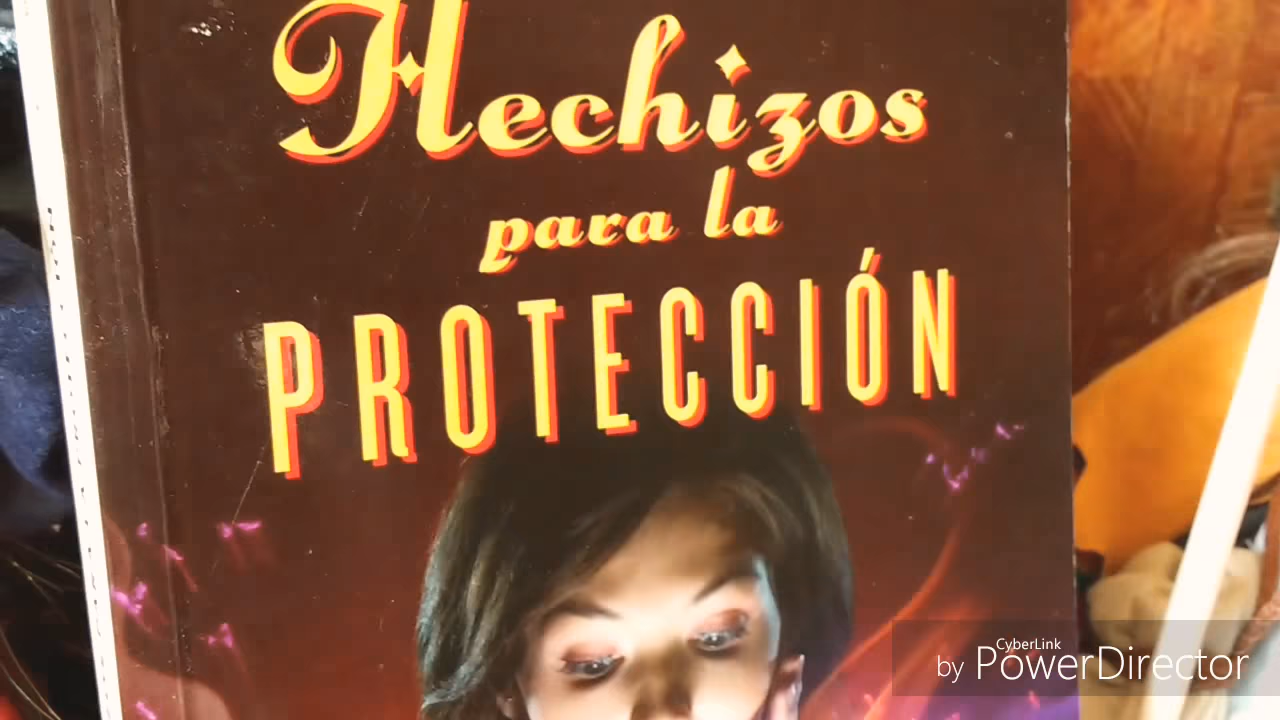 Hechizos
para la
PROTECCIÓN
CyberLink
by PowerDirector